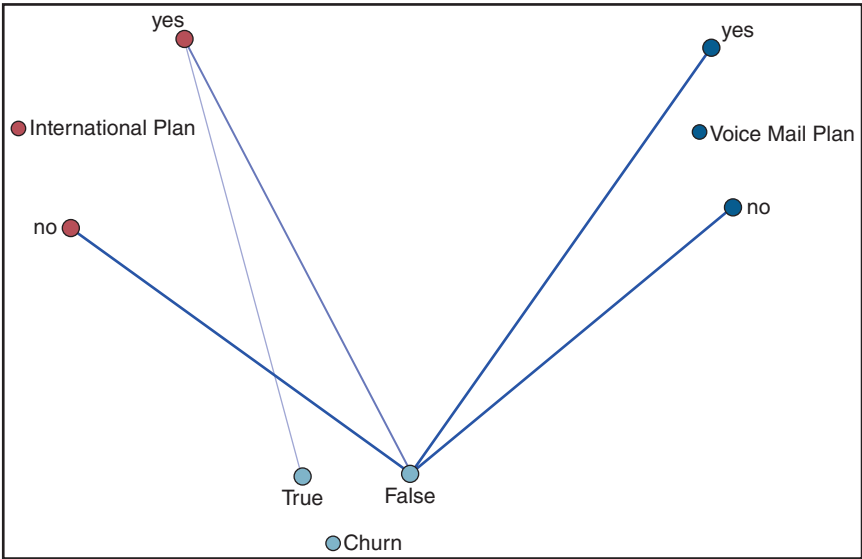 yes
yes
International Plan
Voice Mail Plan
no
no
True
False
Churn